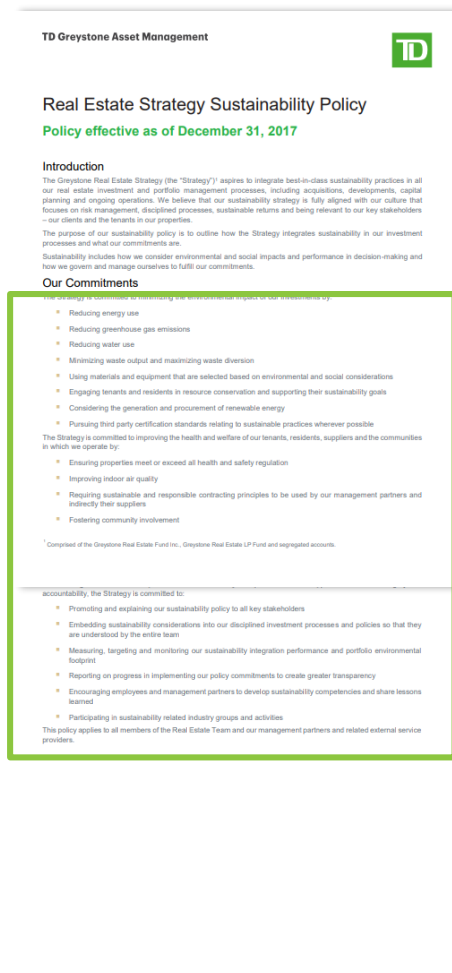 TD Greystone Asset Management
TD
Real Estate Strategy Sustainability Policy
Policy effective as of December 31, 2017
Introduction
The Greystone Real Estate Strategy (the "Strategy")¹ aspires to integrate best-in-class sustainability practices in all
our real estate investment and portfolio management processes, including acquisitions, developments, capital
planning and ongoing operations. We believe that our sustainability strategy is fully aligned with our culture that
focuses on risk management, disciplined processes, sustainable returns and being relevant to our key stakeholders
– our clients and the tenants in our properties.
The purpose of our sustainability policy is to outline how the Strategy integrates sustainability in our investment
processes and what our commitments are.
Sustainability includes how we consider environmental and social impacts and performance in decision-making and
how we govern and manage ourselves to fulfil our commitments.
Our Commitments
The Strategy is committed to minimizing the environmental impact of our investments by:
Reducing energy use
Reducing greenhouse gas emissions
Reducing water use
Minimizing waste output and maximizing waste diversion
Using materials and equipment that are selected based on environmental and social considerations
Engaging tenants and residents in resource conservation and supporting their sustainability goals
Considering the generation and procurement of renewable energy
Pursuing third party certification standards relating to sustainable practices wherever possible
The Strategy is committed to improving the health and welfare of our tenants, residents, suppliers and the communities
in which we operate by:
Ensuring properties meet or exceed all health and safety regulation
Improving indoor air quality
Requiring sustainable and responsible contracting principles to be used by our management partners and
indirectly their suppliers
Fostering community involvement
¹ Comprised of the Greystone Real Estate Fund Inc., Greystone Real Estate LP Fund and segregated accounts.
accountability, the Strategy is committed to:
Promoting and explaining our sustainability policy to all key stakeholders
Embedding sustainability considerations into our disciplined investment processes and policies so that they
are understood by the entire team
Measuring, targeting and monitoring our sustainability integration performance and portfolio environmental
footprint
Reporting on progress in implementing our policy commitments to create greater transparency
Encouraging employees and management partners to develop sustainability competencies and share lessons
learned
Participating in sustainability related industry groups and activities
This policy applies to all members of the Real Estate Team and our management partners and related external service
providers.